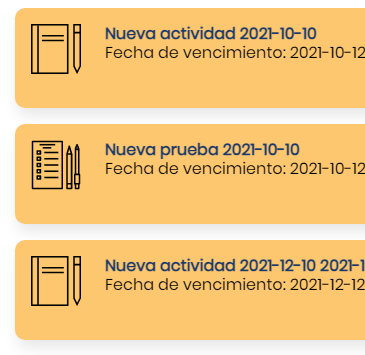 Nueva actividad 2021-10-10
Fecha de vencimiento: 2021-10-12
Nueva prueba 2021-10-10
Fecha de vencimiento: 2021-10-12
Nueva actividad 2021-12-10 2021-1
Fecha de vencimiento: 2021-12-12